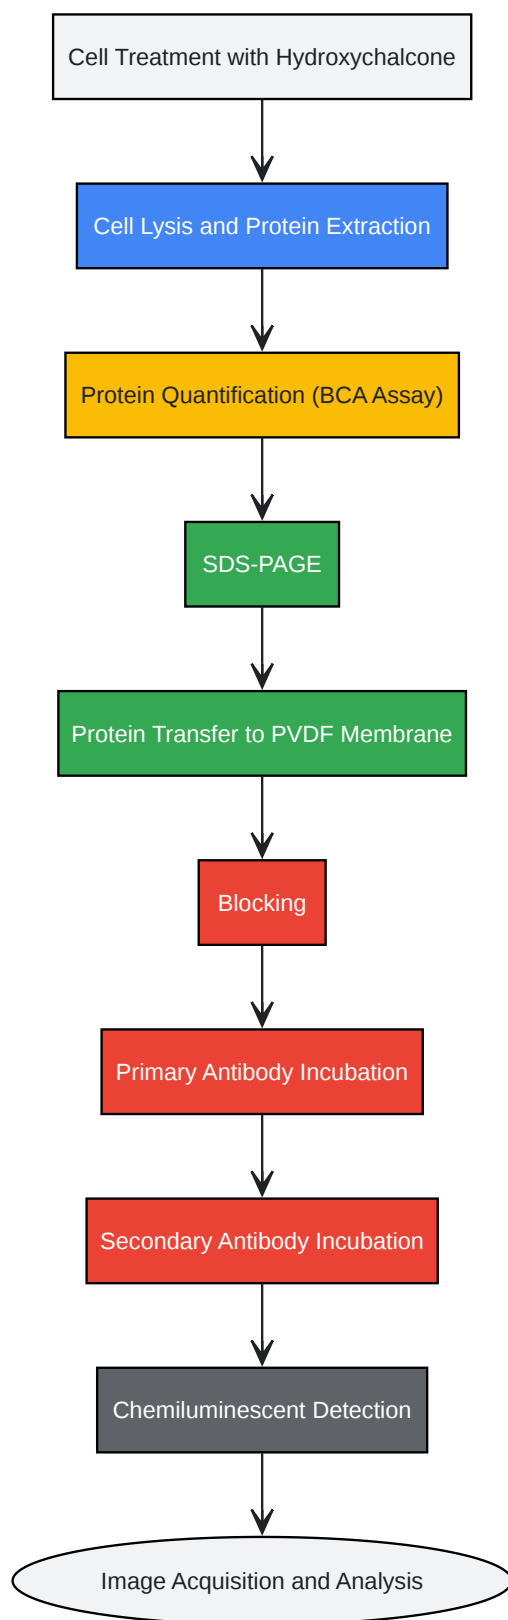 Cell Treatment with Hydroxychalcone
Cell Lysis and Protein Extraction
Protein Quantification (BCA Assay)
SDS-PAGE
Protein Transfer to PVDF Membrane
Blocking
Primary Antibody Incubation
Secondary Antibody Incubation
Chemiluminescent Detection
Image Acquisition and Analysis